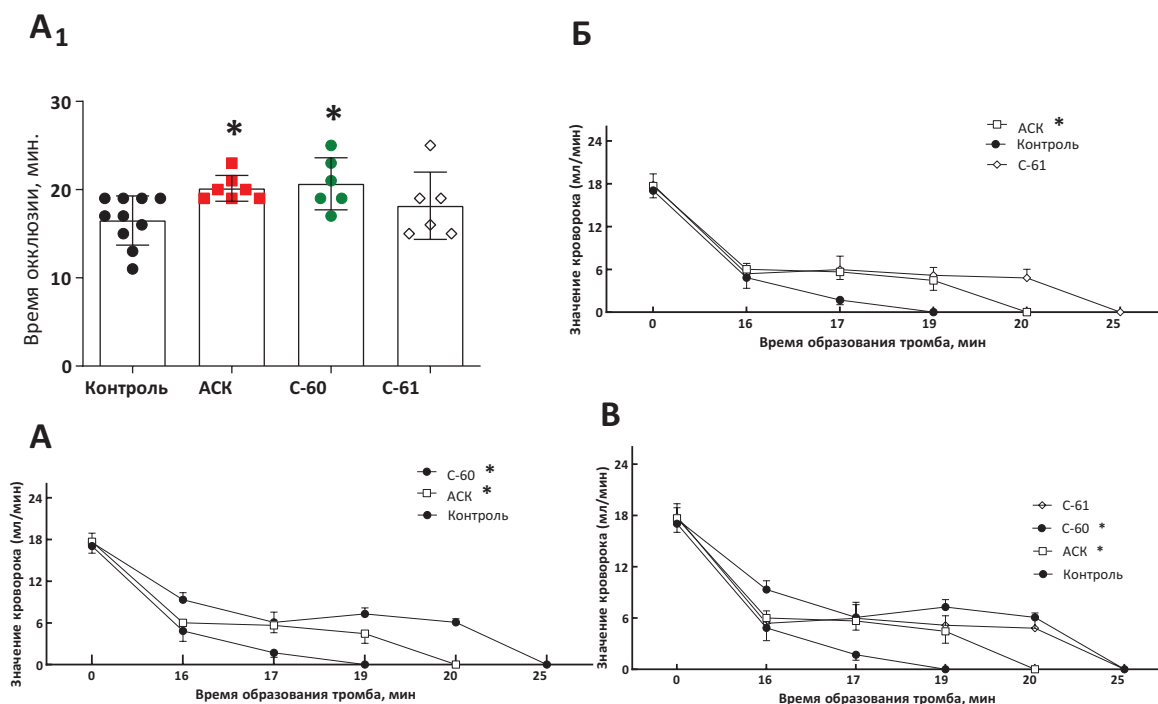 А1
Время окклюзии, мин.
30
20
10
0
* *
Контроль АСК С-60 С-61
Б
Значение кроворока (мл/мин)
24
18
12
6
0
АСК *
Контроль
С-61
0 16 17 19 20 25
Время образования тромба, мин
А
Значение кроворока (мл/мин)
24
18
12
6
0
С-60 *
АСК *
Контроль
0 16 17 19 20 25
Время образования тромба, мин
В
Значение кроворока (мл/мин)
24
18
12
6
0
С-61
С-60 *
АСК *
Контроль
0 16 17 19 20 25
Время образования тромба, мин